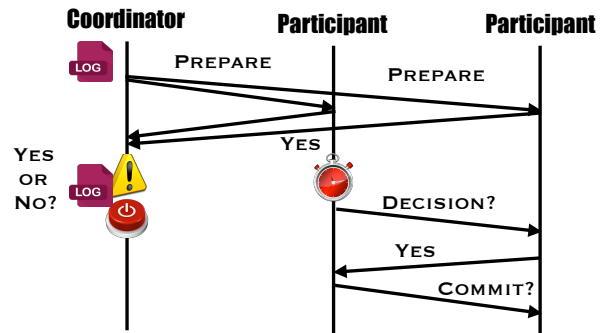 Coordinator
Participant
Participant
LOG
PREPARE
PREPARE
YES
YES
OR
NO?
LOG
DECISION?
YES
COMMIT?